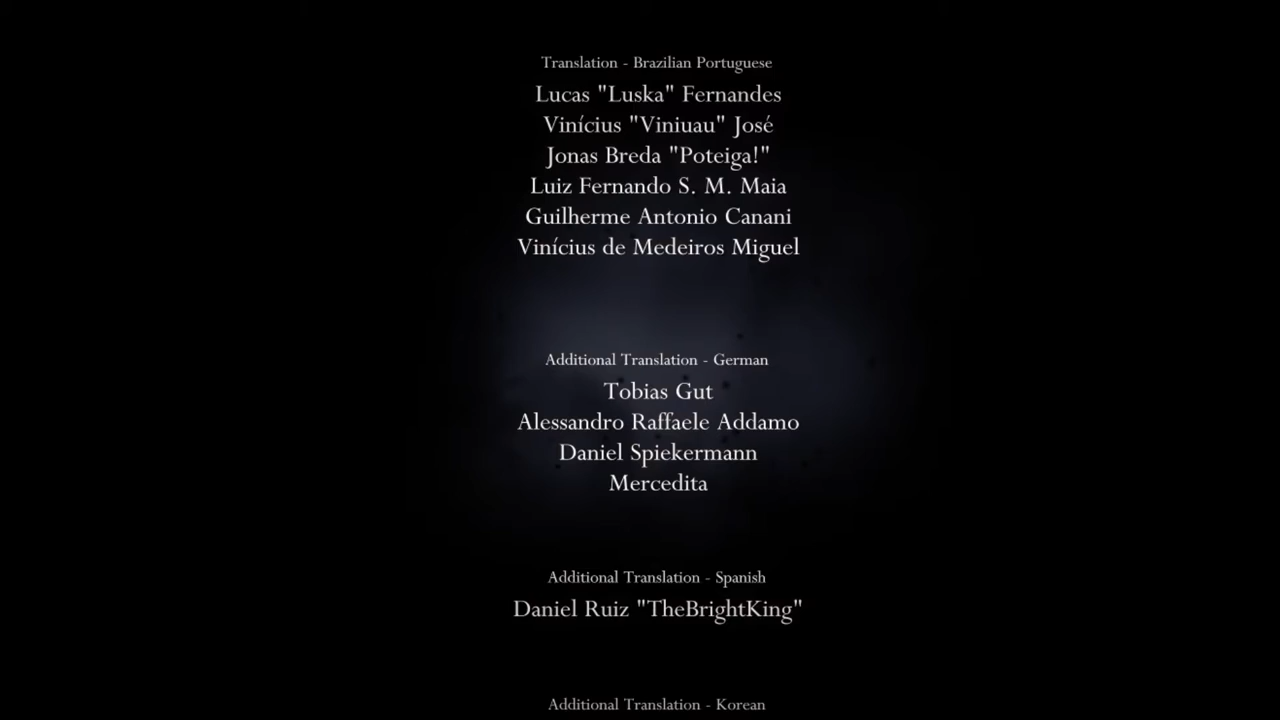 Translation - Brazilian Portuguese
Lucas "Luska" Fernandes
Vinícius "Viniuau" José
Jonas Breda "Poteiga!"
Luiz Fernando S. M. Maia
Guilherme Antonio Canani
Vinícius de Medeiros Miguel
Additional Translation - German
Tobias Gut
Alessandro Raffaele Addamo
Daniel Spiekermann
Mercedita
Additional Translation - Spanish
Daniel Ruiz "TheBrightKing"
Additional Translation - Korean